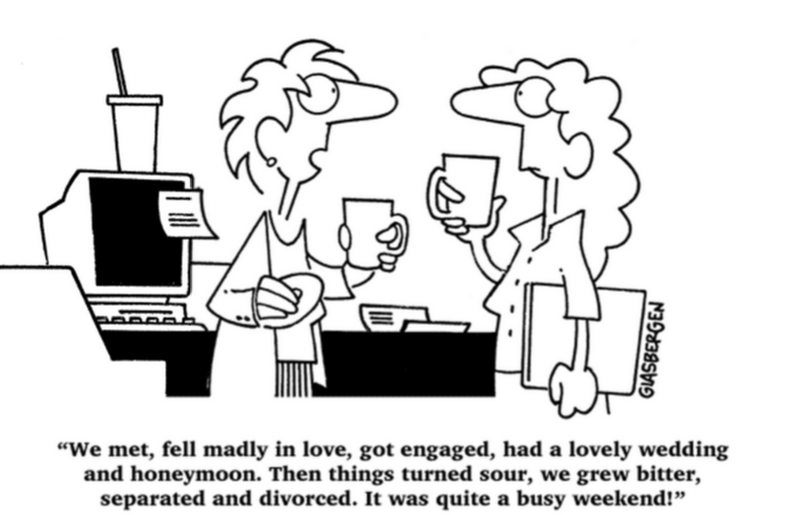 GLASBERGEN
“We met, fell madly in love, got engaged, had a lovely wedding
and honeymoon. Then things turned sour, we grew bitter,
separated and divorced. It was quite a busy weekend!”